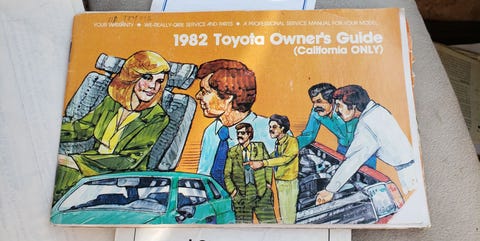 YOUR WARRANTY ★ WE REALLY CARE SERVICE AND PARTS ★ A PROFESSIONAL SERVICE MANUAL FOR YOUR MODEL
1982 Toyota Owner's Guide
(California ONLY)